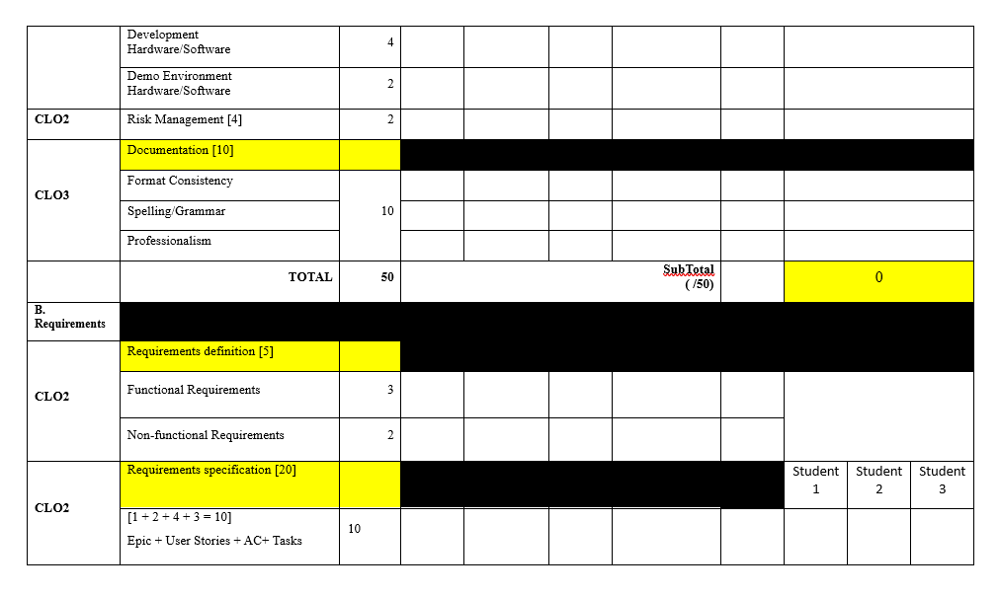 Development
Hardware/Software
4
Demo Environment
Hardware/Software
2
CLO2
Risk Management [4]
2
CLO3
Documentation [10]
Format Consistency
Spelling/Grammar
10
Professionalism
TOTAL
50
SubTotal
( /50)
0
B.
Requirements
CLO2
Requirements definition [5]
Functional Requirements
3
Non-functional Requirements
2
CLO2
Requirements specification [20]
Student
1
Student
2
Student
3
[1 + 2 + 4 + 3 = 10]
Epic + User Stories + AC+ Tasks
10